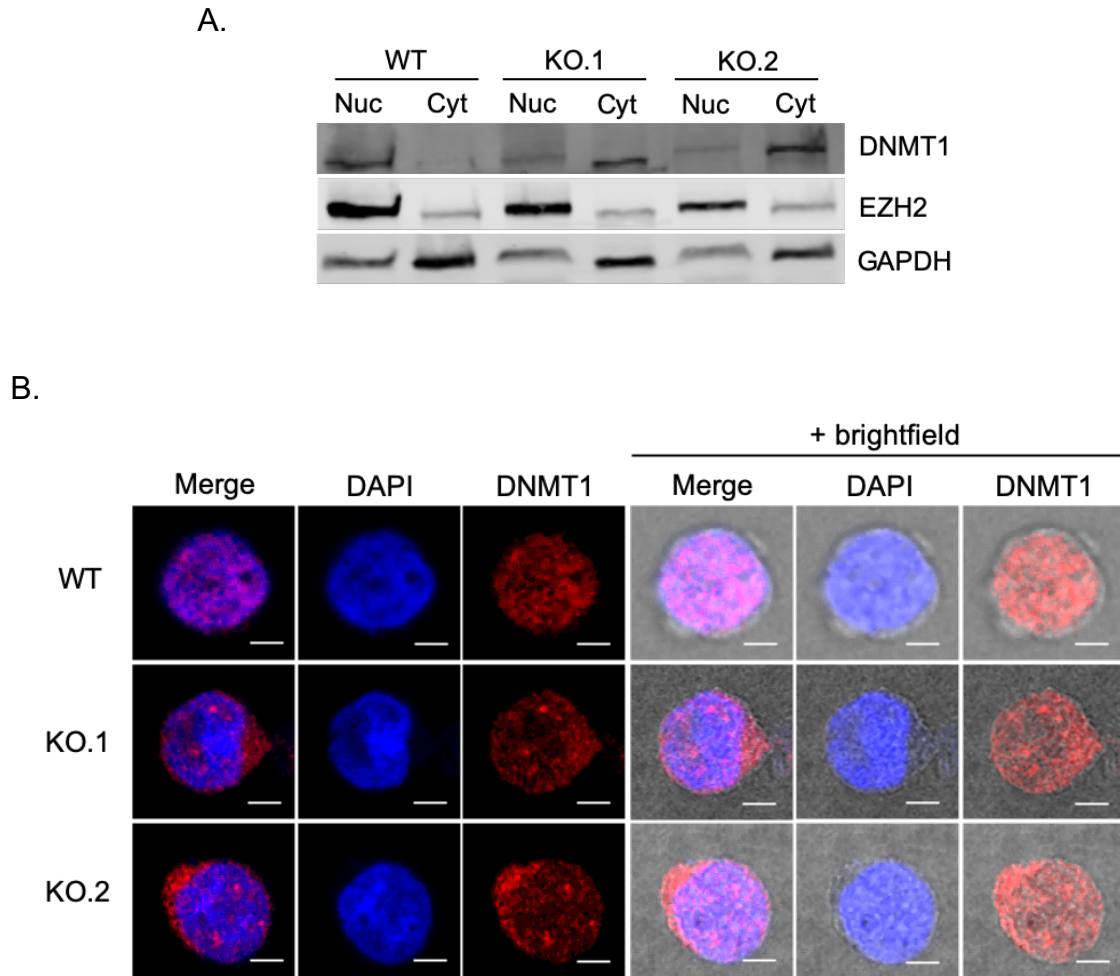 A.
WT KO.1 KO.2
Nuc Cyt Nuc Cyt Nuc Cyt
DNMT1
EZH2
GAPDH
B.
+ brightfield
Merge DAPI DNMT1 Merge DAPI DNMT1
WT
KO.1
KO.2